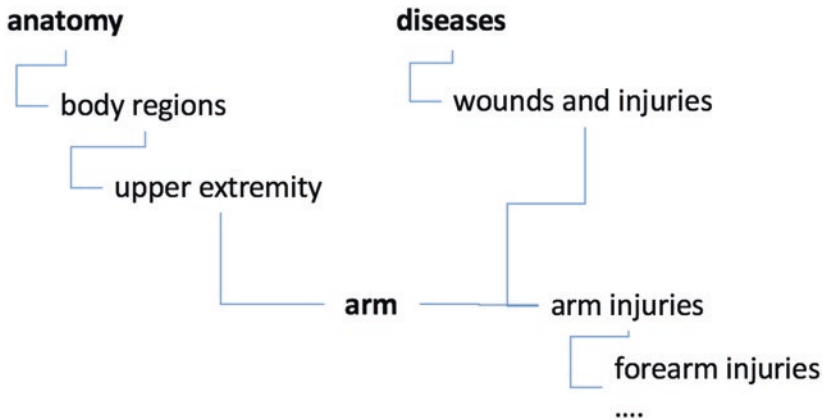 anatomy
diseases
body regions
wounds and injuries
upper extremity
arm
arm injuries
forearm injuries
....